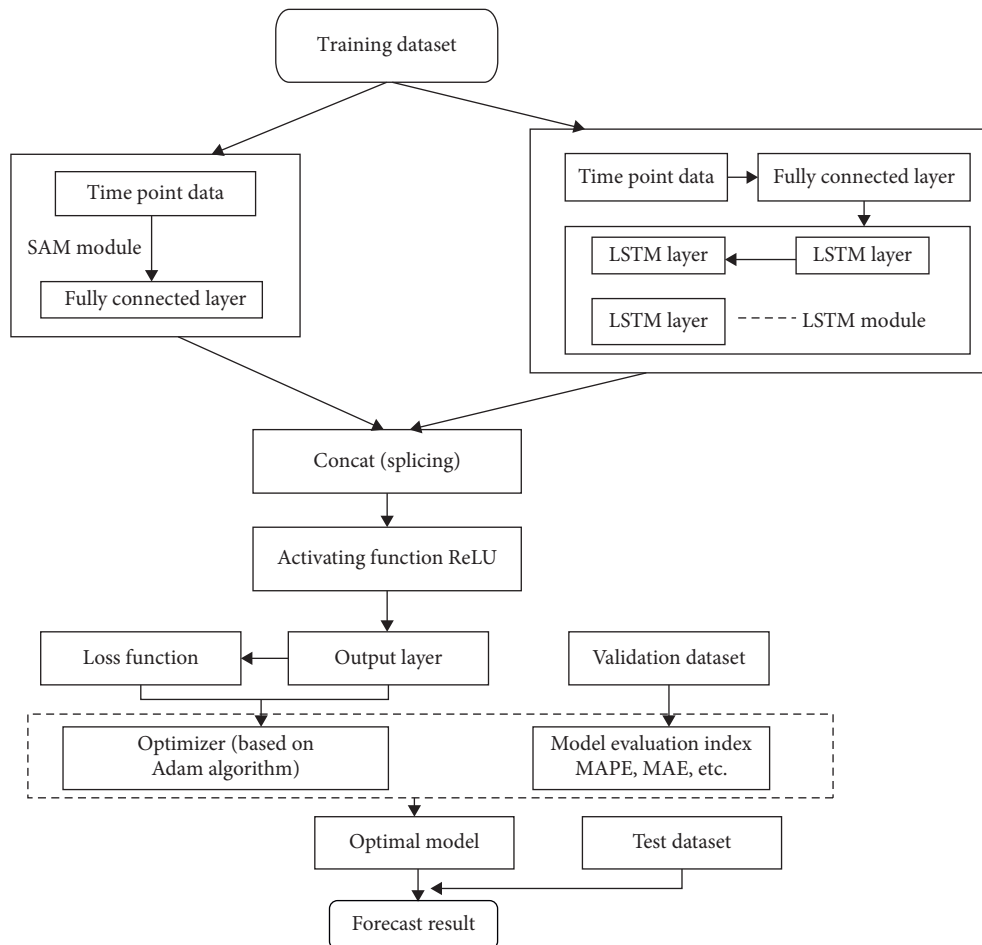 Training dataset
Time point data
SAM module
Fully connected layer
Time point data
Fully connected layer
LSTM layer
LSTM layer
LSTM layer
LSTM module
Concat (splicing)
Activating function ReLU
Loss function
Output layer
Validation dataset
Optimizer (based on
Adam algorithm)
Model evaluation index
MAPE, MAE, etc.
Optimal model
Test dataset
Forecast result